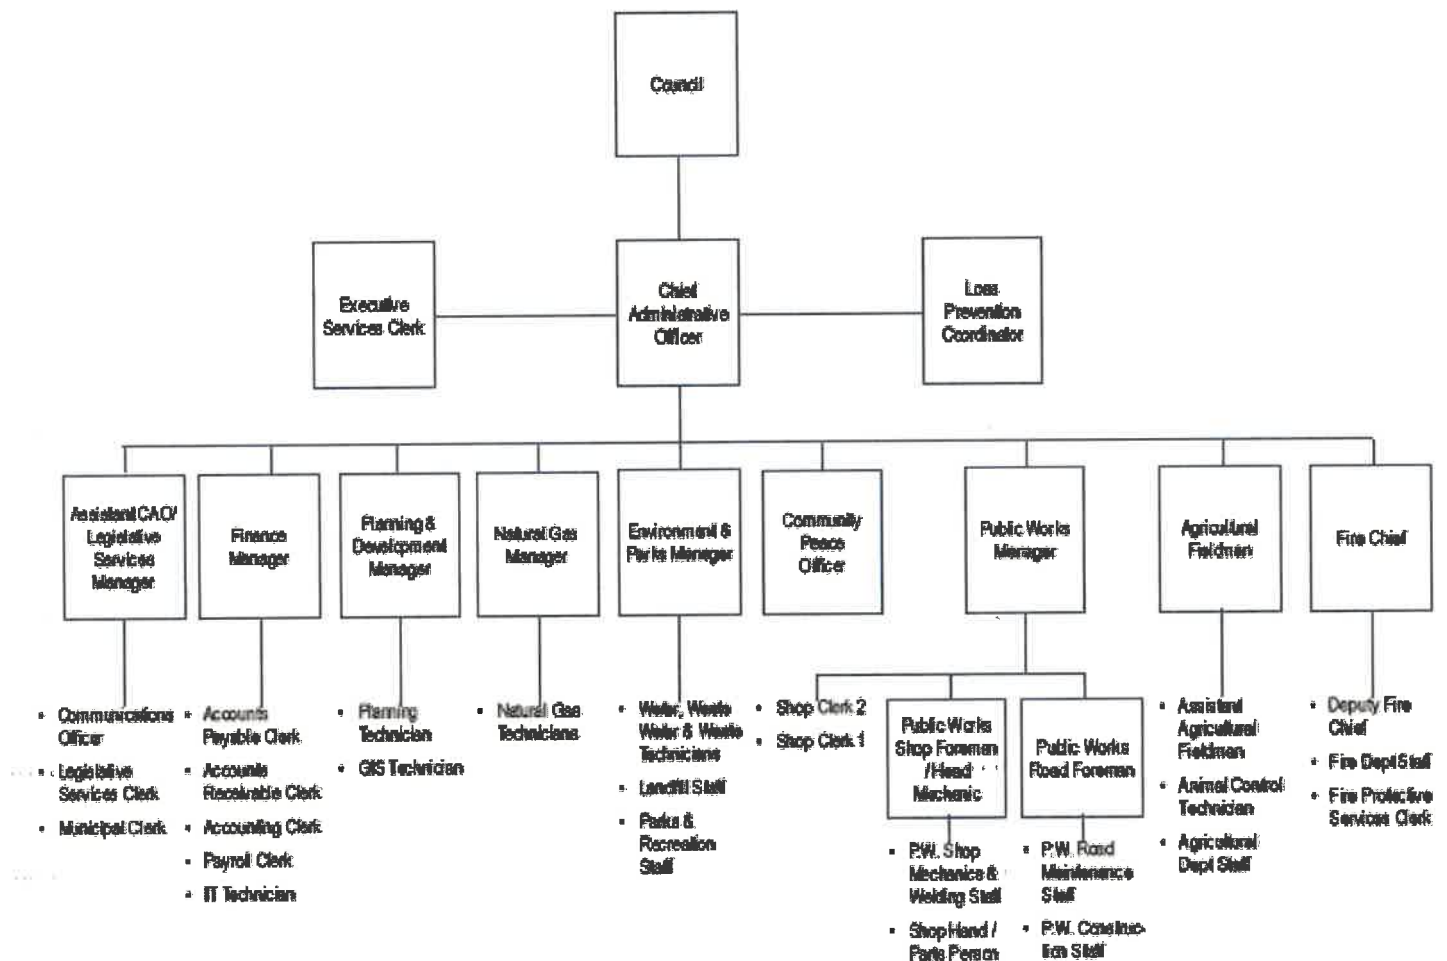 Council
Executive
Services Clerk
Chief
Administrative
Officer
Loss
Prevention
Coordinator
Assistant CAO/
Legislative
Services
Manager
Finance
Manager
Planning &
Development
Manager
Natural Gas
Manager
Environment &
Parks Manager
Community
Peace
Officer
Public Works
Manager
Agricultural
Fieldman
Fire Chief
• Communications
Officer
• Legislative
Services Clerk
• Municipal Clerk
• Accounts
Payable Clerk
• Accounts
Receivable Clerk
• Accounting Clerk
• Payroll Clerk
• IT Technician
• Planning
Technician
• GIS Technician
• Natural Gas
Technicians
• Water, Waste
Water & Waste
Technicians
• Landfill Staff
• Parks &
Recreation
Staff
• Shop Clerk 2
• Shop Clerk 1
Public Works
Shop Foreman
/ Head
Mechanic
• P.W. Shop
Mechanics &
Welding Staff
• Shop Hand /
Parts Person
Public Works
Road Foreman
• P.W. Road
Maintenance
Staff
• P.W. Construc-
tion Staff
• Assistant
Agricultural
Fieldman
• Animal Control
Technician
• Agricultural
Dept Staff
• Deputy Fire
Chief
• Fire Dept Staff
• Fire Protective
Services Clerk